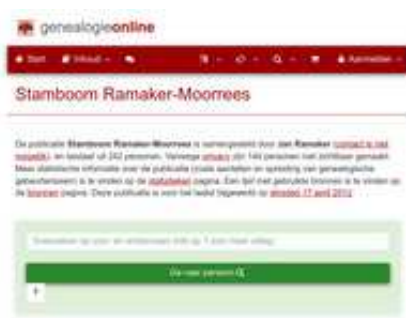 genealogieonline
Start Inhoud Aanmelden
Stamboom Ramaker-Moorrees
De publicatie Stamboom Ramaker-Moorrees is samengesteld door Jan Ramaker (contact is niet
mogelijk) en bestaat uit 242 personen. Vanwege privacy zijn 144 personen niet zichtbaar gemaakt.
Meer statistische informatie over de publicatie (zoals aantallen en spreiding van genealogische
gebeurtenissen) is te vinden op de statistieken pagina. Een lijst met gebruikte bronnen is te vinden op
de bronnen pagina. Deze publicatie is voor het laatst bijgewerkt op dinsdag 17 april 2012
Ga naar persoon
+